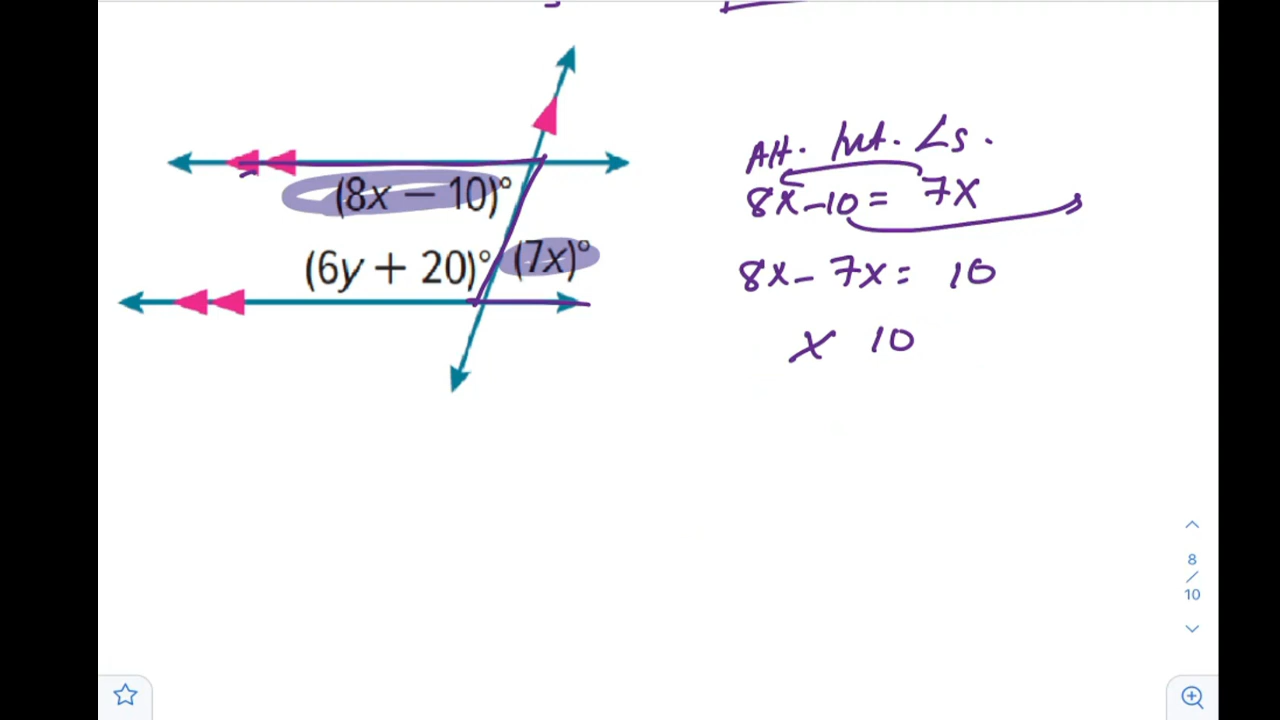 (8x − 10)°
(6y + 20)° (7x)°
Alt. Int. ∠s.
8x-10 = 7x
8x - 7x = 10
x 10
8
/
10